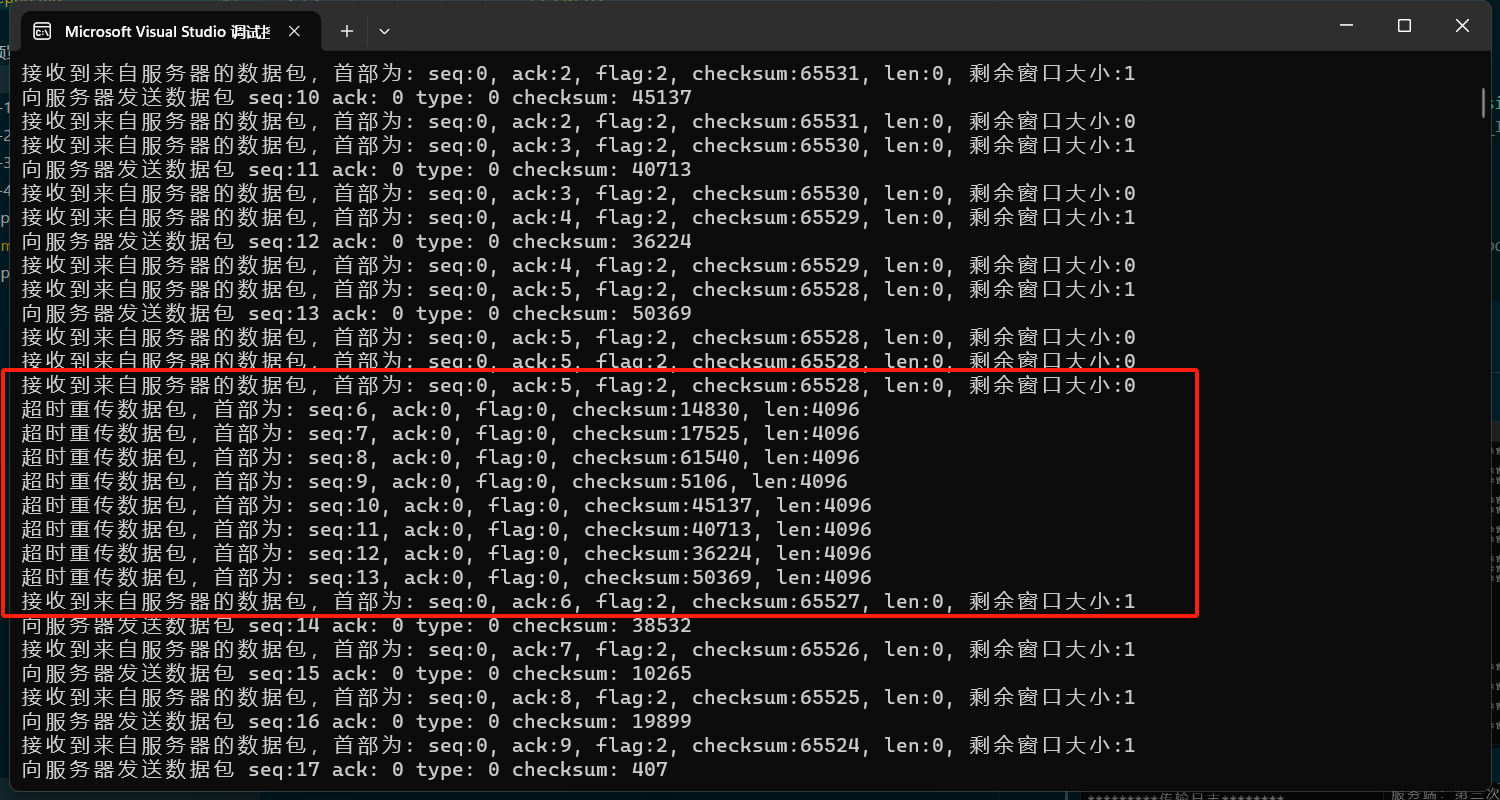 Microsoft Visual Studio 调试控
接收到来自服务器的数据包, 首部为: seq:0, ack:2, flag:2, checksum:65531, len:0, 剩余窗口大小:1
向服务器发送数据包 seq:10 ack: 0 type: 0 checksum: 45137
接收到来自服务器的数据包, 首部为: seq:0, ack:2, flag:2, checksum:65531, len:0, 剩余窗口大小:0
接收到来自服务器的数据包, 首部为: seq:0, ack:3, flag:2, checksum:65530, len:0, 剩余窗口大小:1
向服务器发送数据包 seq:11 ack: 0 type: 0 checksum: 40713
接收到来自服务器的数据包, 首部为: seq:0, ack:3, flag:2, checksum:65530, len:0, 剩余窗口大小:0
接收到来自服务器的数据包, 首部为: seq:0, ack:4, flag:2, checksum:65529, len:0, 剩余窗口大小:1
向服务器发送数据包 seq:12 ack: 0 type: 0 checksum: 36224
接收到来自服务器的数据包, 首部为: seq:0, ack:4, flag:2, checksum:65529, len:0, 剩余窗口大小:0
接收到来自服务器的数据包, 首部为: seq:0, ack:5, flag:2, checksum:65528, len:0, 剩余窗口大小:1
向服务器发送数据包 seq:13 ack: 0 type: 0 checksum: 50369
接收到来自服务器的数据包, 首部为: seq:0, ack:5, flag:2, checksum:65528, len:0, 剩余窗口大小:0
接收到来自服务器的数据包, 首部为: seq:0, ack:5, flag:2, checksum:65528, len:0, 剩余窗口大小:0
接收到来自服务器的数据包, 首部为: seq:0, ack:5, flag:2, checksum:65528, len:0, 剩余窗口大小:0
超时重传数据包, 首部为: seq:6, ack:0, flag:0, checksum:14830, len:4096
超时重传数据包, 首部为: seq:7, ack:0, flag:0, checksum:17525, len:4096
超时重传数据包, 首部为: seq:8, ack:0, flag:0, checksum:61540, len:4096
超时重传数据包, 首部为: seq:9, ack:0, flag:0, checksum:5106, len:4096
超时重传数据包, 首部为: seq:10, ack:0, flag:0, checksum:45137, len:4096
超时重传数据包, 首部为: seq:11, ack:0, flag:0, checksum:40713, len:4096
超时重传数据包, 首部为: seq:12, ack:0, flag:0, checksum:36224, len:4096
超时重传数据包, 首部为: seq:13, ack:0, flag:0, checksum:50369, len:4096
接收到来自服务器的数据包, 首部为: seq:0, ack:6, flag:2, checksum:65527, len:0, 剩余窗口大小:1
向服务器发送数据包 seq:14 ack: 0 type: 0 checksum: 38532
接收到来自服务器的数据包, 首部为: seq:0, ack:7, flag:2, checksum:65526, len:0, 剩余窗口大小:1
向服务器发送数据包 seq:15 ack: 0 type: 0 checksum: 10265
接收到来自服务器的数据包, 首部为: seq:0, ack:8, flag:2, checksum:65525, len:0, 剩余窗口大小:1
向服务器发送数据包 seq:16 ack: 0 type: 0 checksum: 19899
接收到来自服务器的数据包, 首部为: seq:0, ack:9, flag:2, checksum:65524, len:0, 剩余窗口大小:1
向服务器发送数据包 seq:17 ack: 0 type: 0 checksum: 407